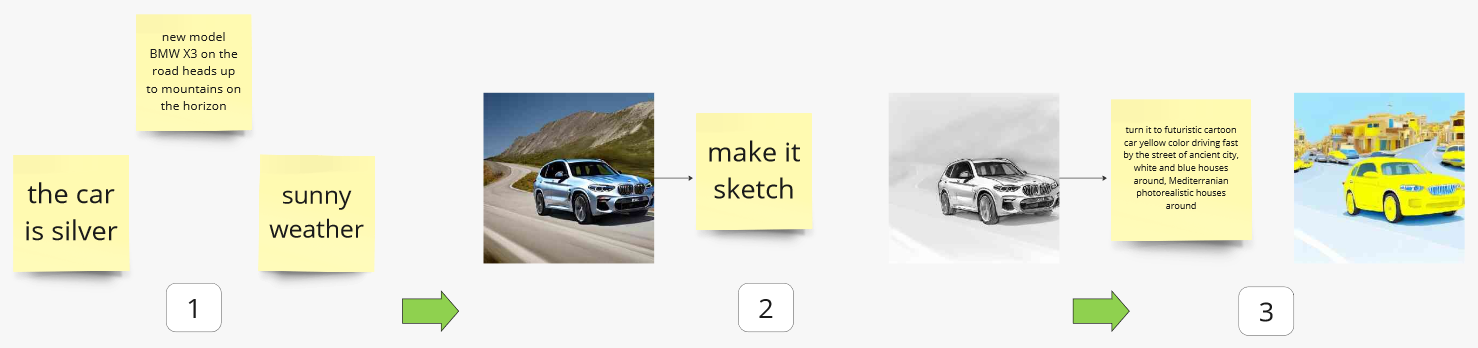 new model
BMW X3 on the
road heads up
to mountains on
the horizon
the car
is silver
sunny
weather
1
make it
sketch
2
turn it to futuristic cartoon
car yellow color driving fast
by the street of ancient city,
white and blue houses
around, Mediterranian
photorealistic houses
around
3